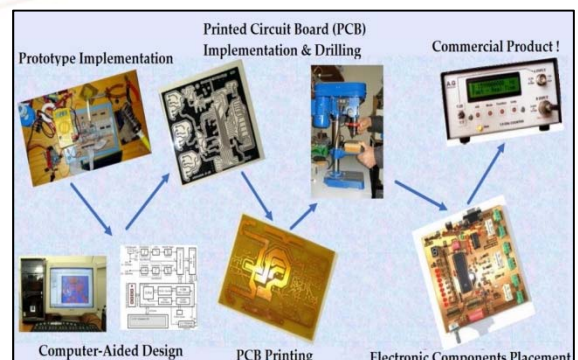 Printed Circuit Board (PCB)
Implementation & Drilling
Prototype Implementation
Commercial Product !
Computer-Aided Design
PCB Printing
Electronic Components Placement